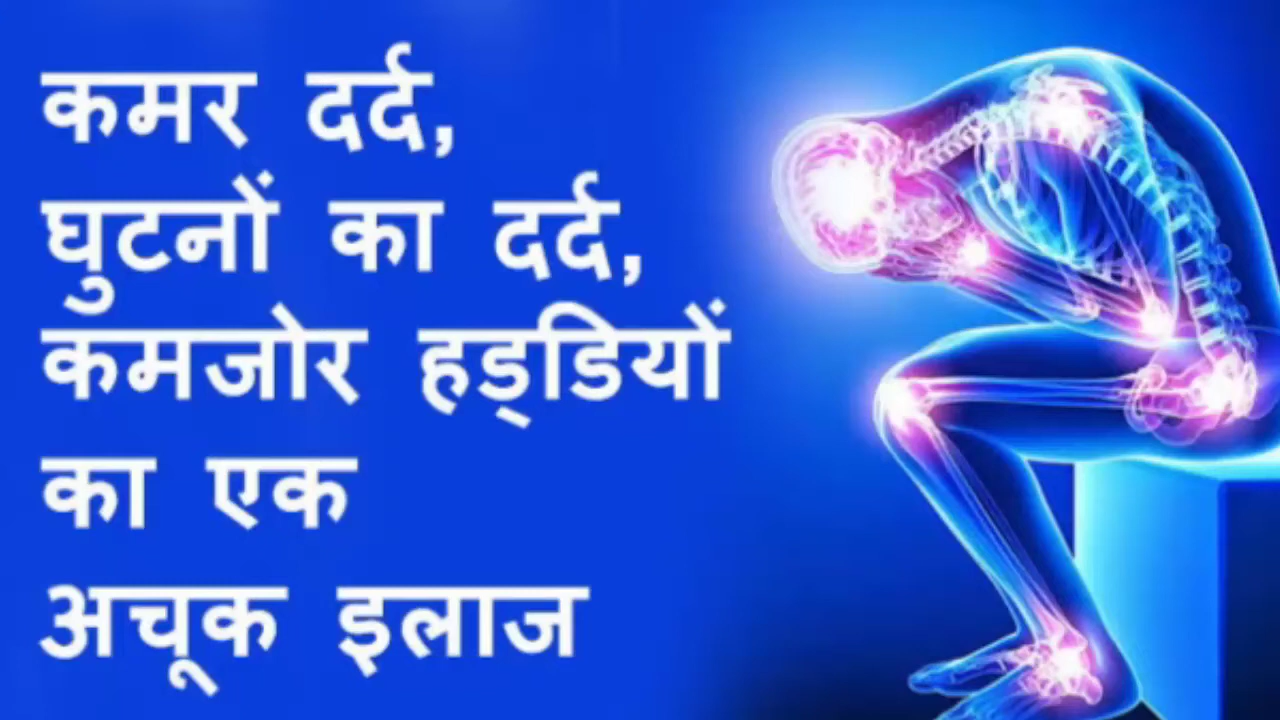 कमर दर्द,
घुटनों का दर्द,
कमजोर हड्डियों
का एक
अचूक इलाज